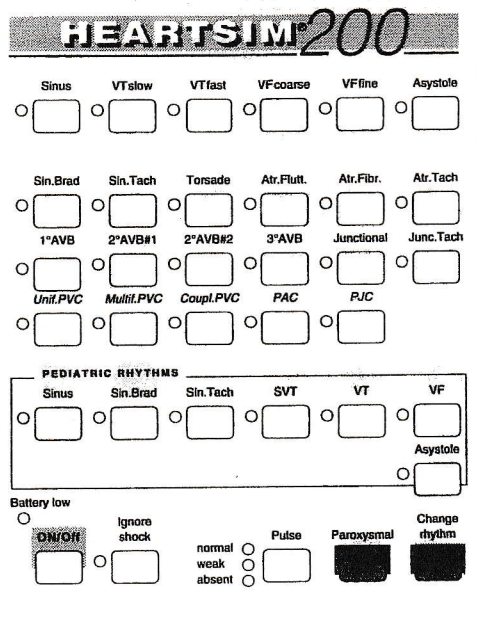 HEARTSIM® 200
Sinus VTslow VTfast VFcoarse VFfine Asystole
Sin.Brad Sin.Tach Torsade Atr.Flutt. Atr.Fibr. Atr.Tach
1°AVB 2°AVB#1 2°AVB#2 3°AVB Junctional Junc.Tach
Unif.PVC Multif.PVC Coupl.PVC PAC PJC
PEDIATRIC RHYTHMS
Sinus Sin.Brad Sin.Tach SVT VT VF
Asystole
Battery low
ON/Off
Ignore
shock
normal
weak
absent
Pulse
Paroxysmal
Change
rhythm